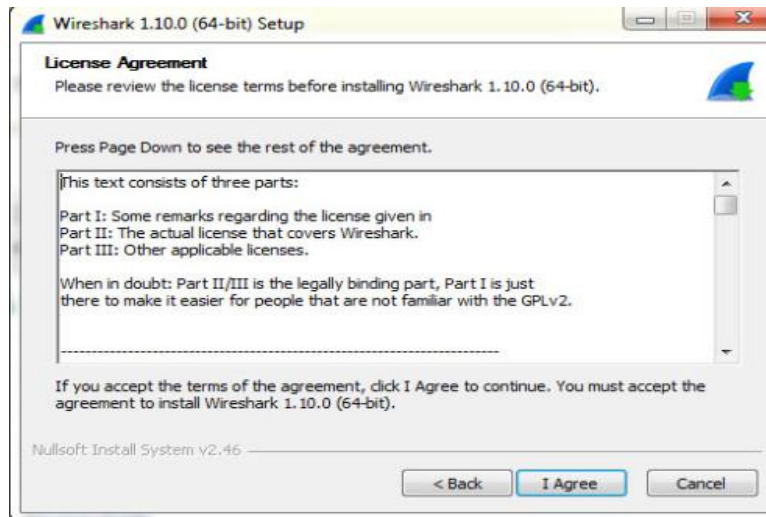 Wireshark 1.10.0 (64-bit) Setup
License Agreement
Please review the license terms before installing Wireshark 1.10.0 (64-bit).
Press Page Down to see the rest of the agreement.
This text consists of three parts:
Part I: Some remarks regarding the license given in
Part II: The actual license that covers Wireshark.
Part III: Other applicable licenses.
When in doubt: Part II/III is the legally binding part, Part I is just
there to make it easier for people that are not familiar with the GPLv2.
------------------------------------------------------------------------
If you accept the terms of the agreement, click I Agree to continue. You must accept the
agreement to install Wireshark 1.10.0 (64-bit).
Nullsoft Install System v2.46
< Back
I Agree
Cancel